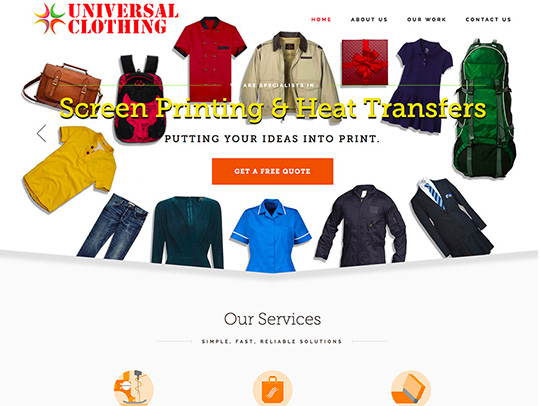 UNIVERSAL
CLOTHING
HOME
ABOUT US
OUR WORK
CONTACT US
ARE SPECIALISTS IN
Screen Printing & Heat Transfers
PUTTING YOUR IDEAS INTO PRINT.
GET A FREE QUOTE
Our Services
SIMPLE, FAST, RELIABLE SOLUTIONS